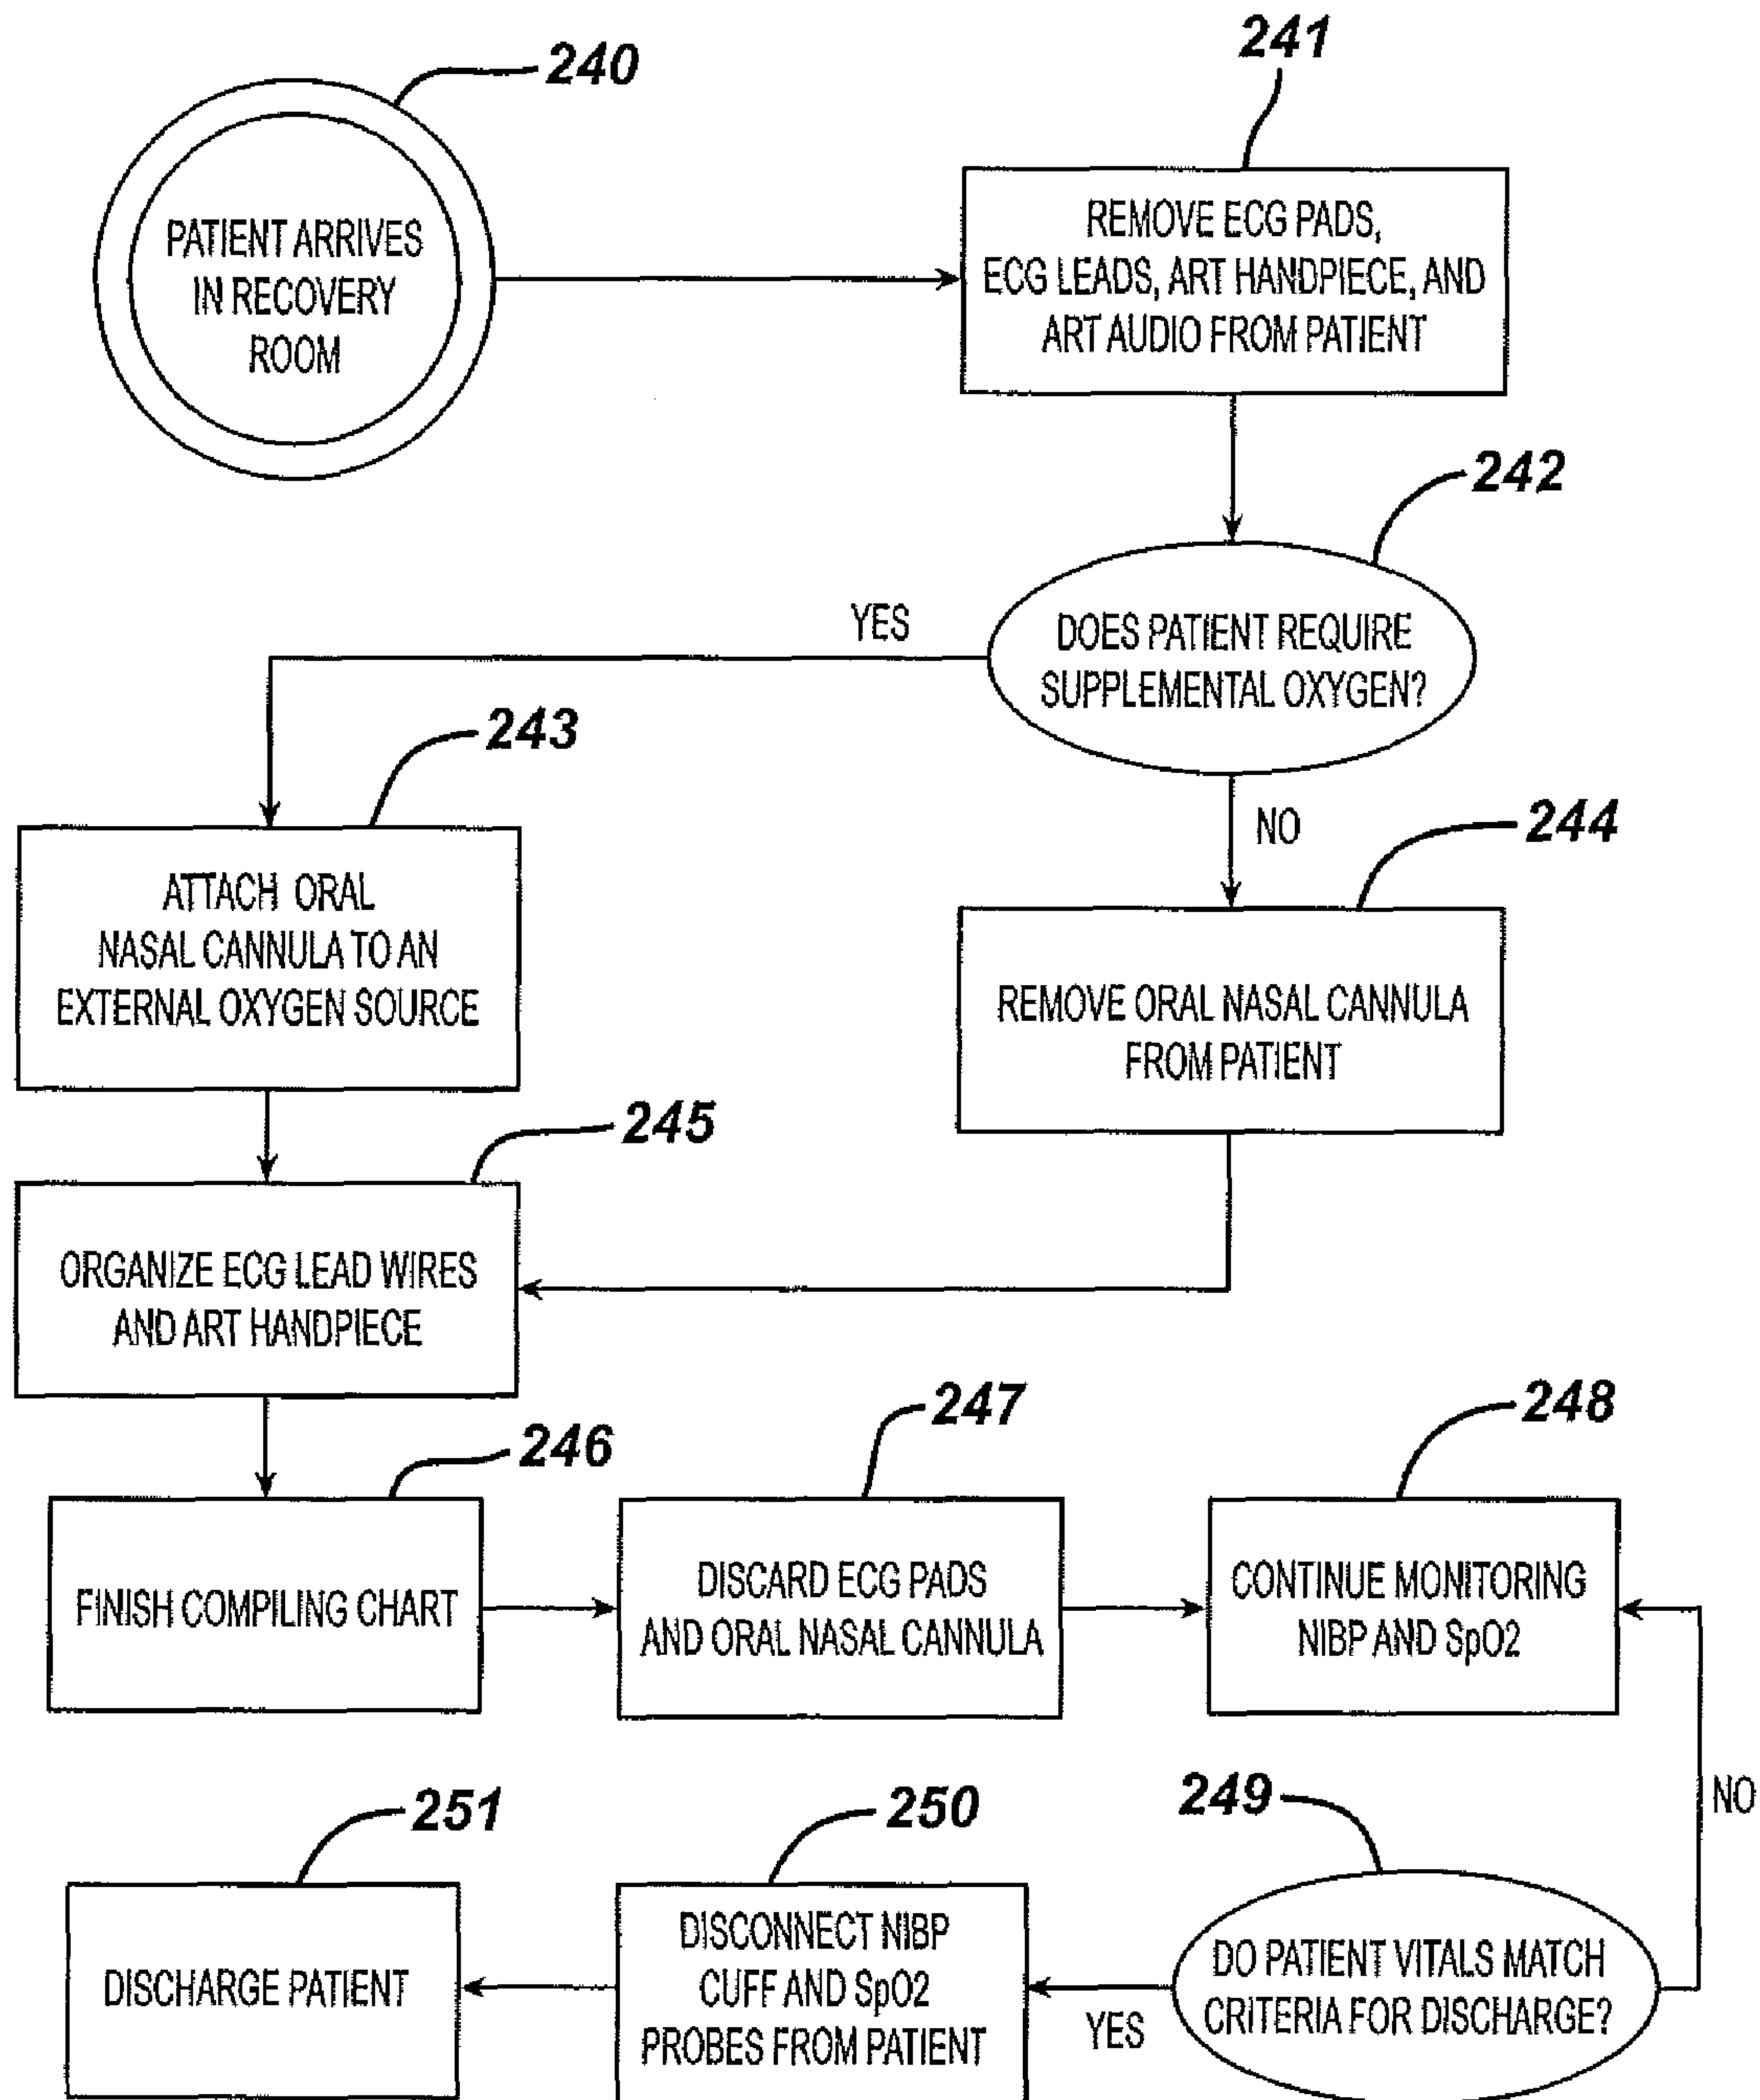 240
PATIENT ARRIVES
IN RECOVERY
ROOM
241
REMOVE ECG PADS,
ECG LEADS, ART HANDPIECE, AND
ART AUDIO FROM PATIENT
242
DOES PATIENT REQUIRE
SUPPLEMENTAL OXYGEN?
YES
NO
243
ATTACH ORAL
NASAL CANNULA TO AN
EXTERNAL OXYGEN SOURCE
244
REMOVE ORAL NASAL CANNULA
FROM PATIENT
245
ORGANIZE ECG LEAD WIRES
AND ART HANDPIECE
246
FINISH COMPILING CHART
247
DISCARD ECG PADS
AND ORAL NASAL CANNULA
248
CONTINUE MONITORING
NIBP AND SpO2
249
DO PATIENT VITALS MATCH
CRITERIA FOR DISCHARGE?
NO
YES
250
DISCONNECT NIBP
CUFF AND SpO2
PROBES FROM PATIENT
251
DISCHARGE PATIENT